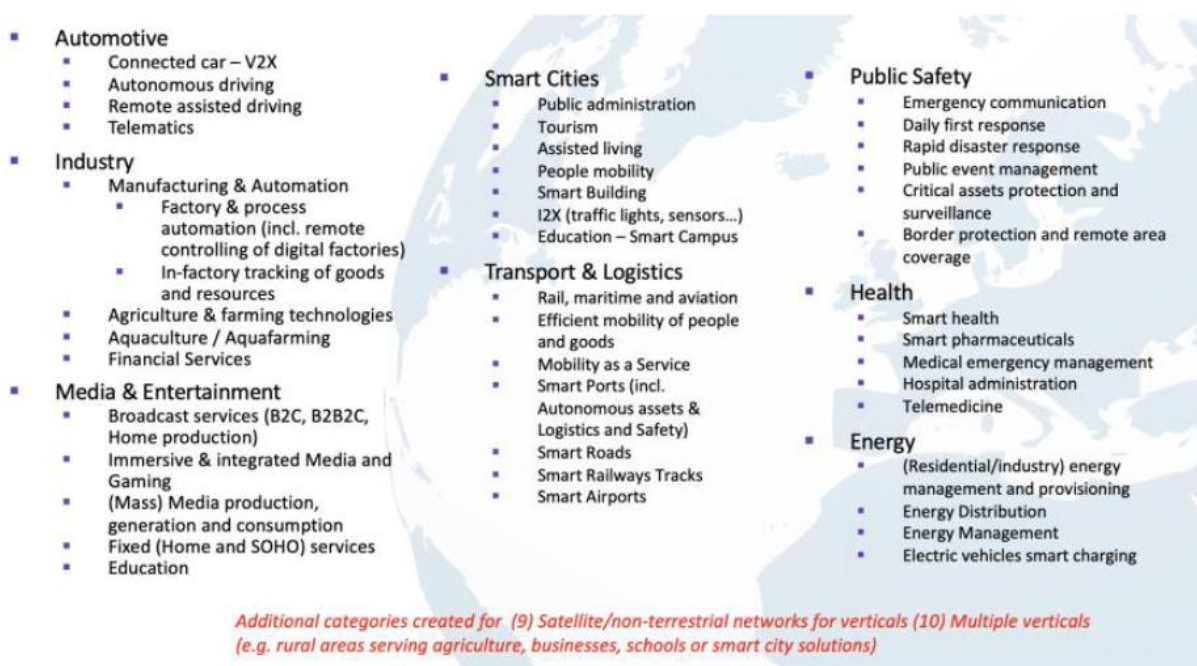 Automotive
Connected car – V2X
Autonomous driving
Remote assisted driving
Telematics
Industry
Manufacturing & Automation
Factory & process
automation (incl. remote
controlling of digital factories)
In-factory tracking of goods
and resources
Agriculture & farming technologies
Aquaculture / Aquafarming
Financial Services
Media & Entertainment
Broadcast services (B2C, B2B2C,
Home production)
Immersive & integrated Media and
Gaming
(Mass) Media production,
generation and consumption
Fixed (Home and SOHO) services
Education
Smart Cities
Public administration
Tourism
Assisted living
People mobility
Smart Building
I2X (traffic lights, sensors...)
Education – Smart Campus
Transport & Logistics
Rail, maritime and aviation
Efficient mobility of people
and goods
Mobility as a Service
Smart Ports (incl.
Autonomous assets &
Logistics and Safety)
Smart Roads
Smart Railways Tracks
Smart Airports
Public Safety
Emergency communication
Daily first response
Rapid disaster response
Public event management
Critical assets protection and
surveillance
Border protection and remote area
coverage
Health
Smart health
Smart pharmaceuticals
Medical emergency management
Hospital administration
Telemedicine
Energy
(Residential/industry) energy
management and provisioning
Energy Distribution
Energy Management
Electric vehicles smart charging
Additional categories created for (9) Satellite/non-terrestrial networks for verticals (10) Multiple verticals
(e.g. rural areas serving agriculture, businesses, schools or smart city solutions)